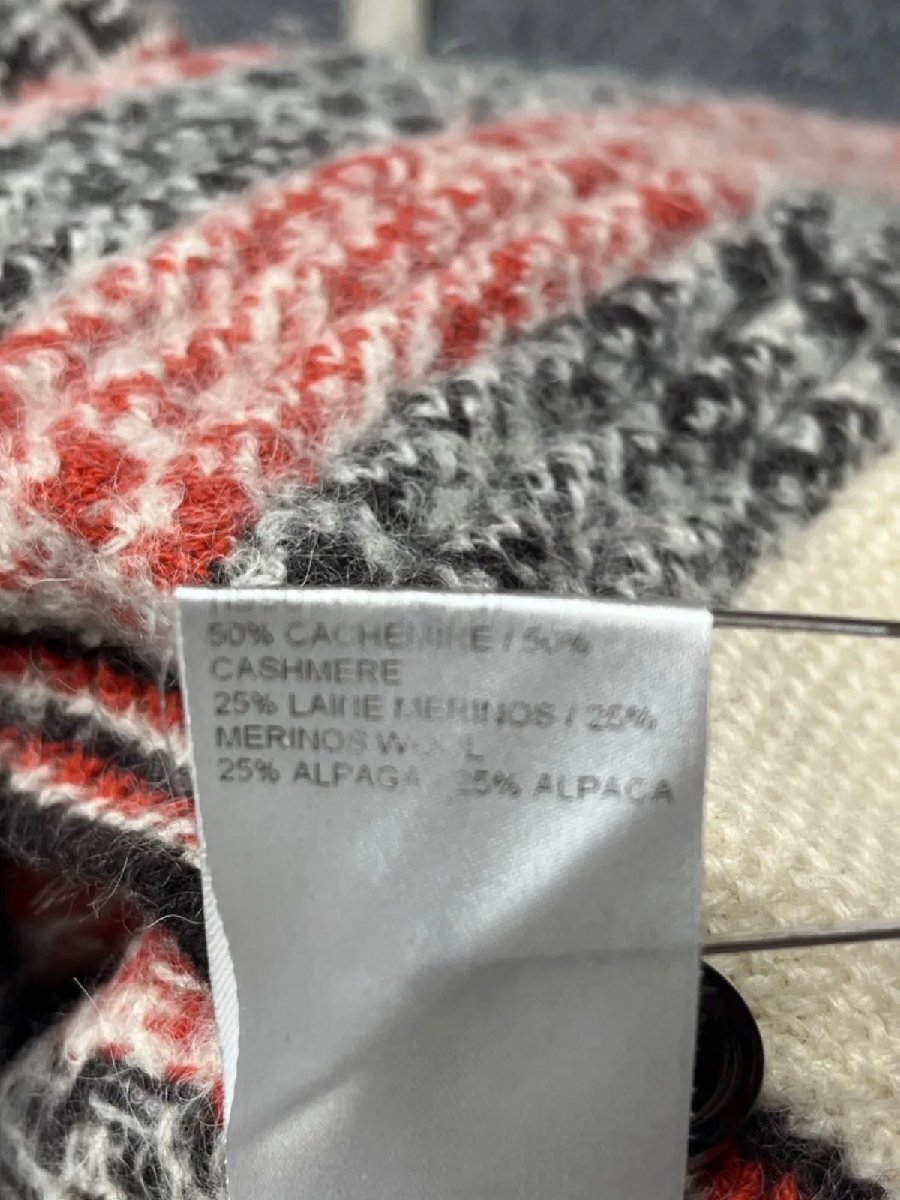 50% CACHEMIRE / 50%
CASHMERE
25% LAINE MERINOS / 25%
MERINOS WOOL
25% ALPAGA / 25% ALPACA